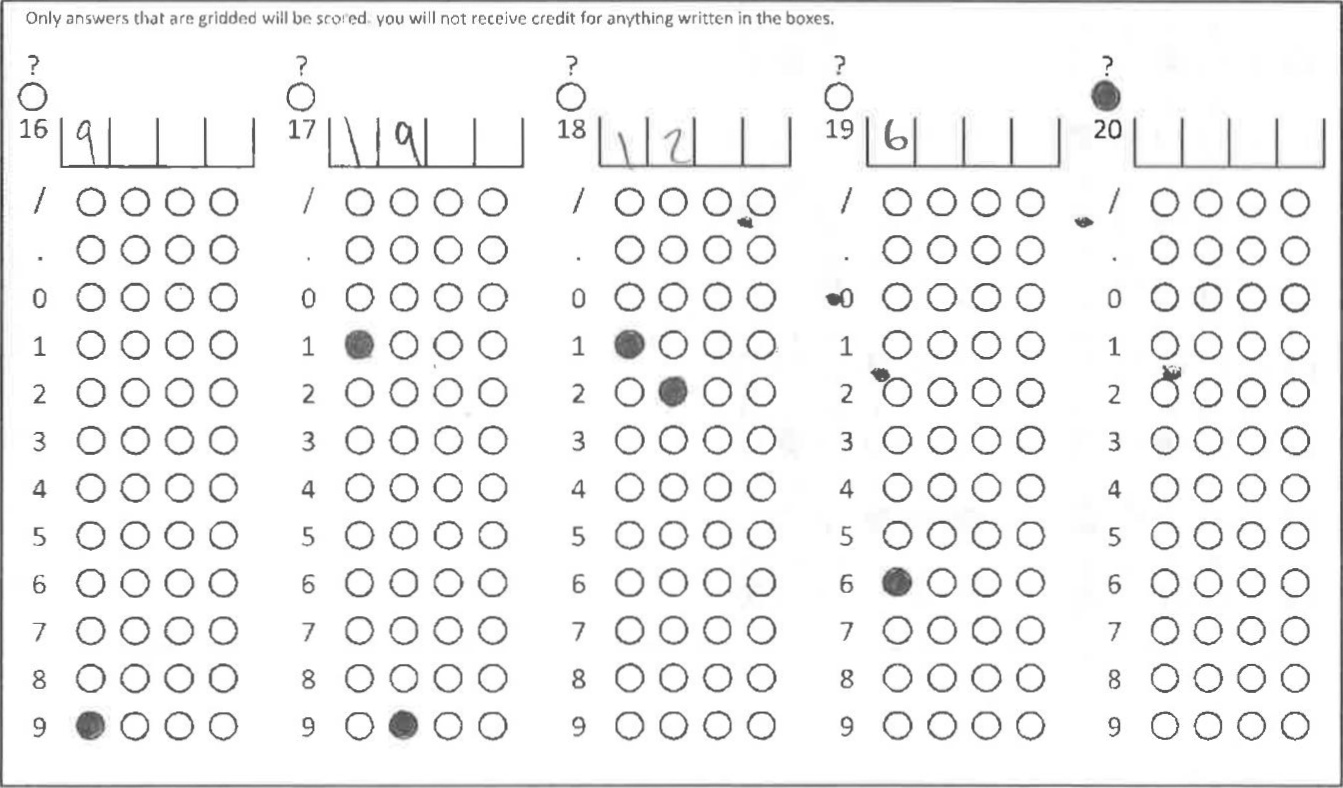 Only answers that are gridded will be scored. you will not receive credit for anything written in the boxes.
? ? ? ? ?
16 9 17 1 9 18 1 2 19 6 20
/ / / / /
. . . . .
0 0 0 0 0
1 1 1 1 1
2 2 2 2 2
3 3 3 3 3
4 4 4 4 4
5 5 5 5 5
6 6 6 6 6
7 7 7 7 7
8 8 8 8 8
9 9 9 9 9